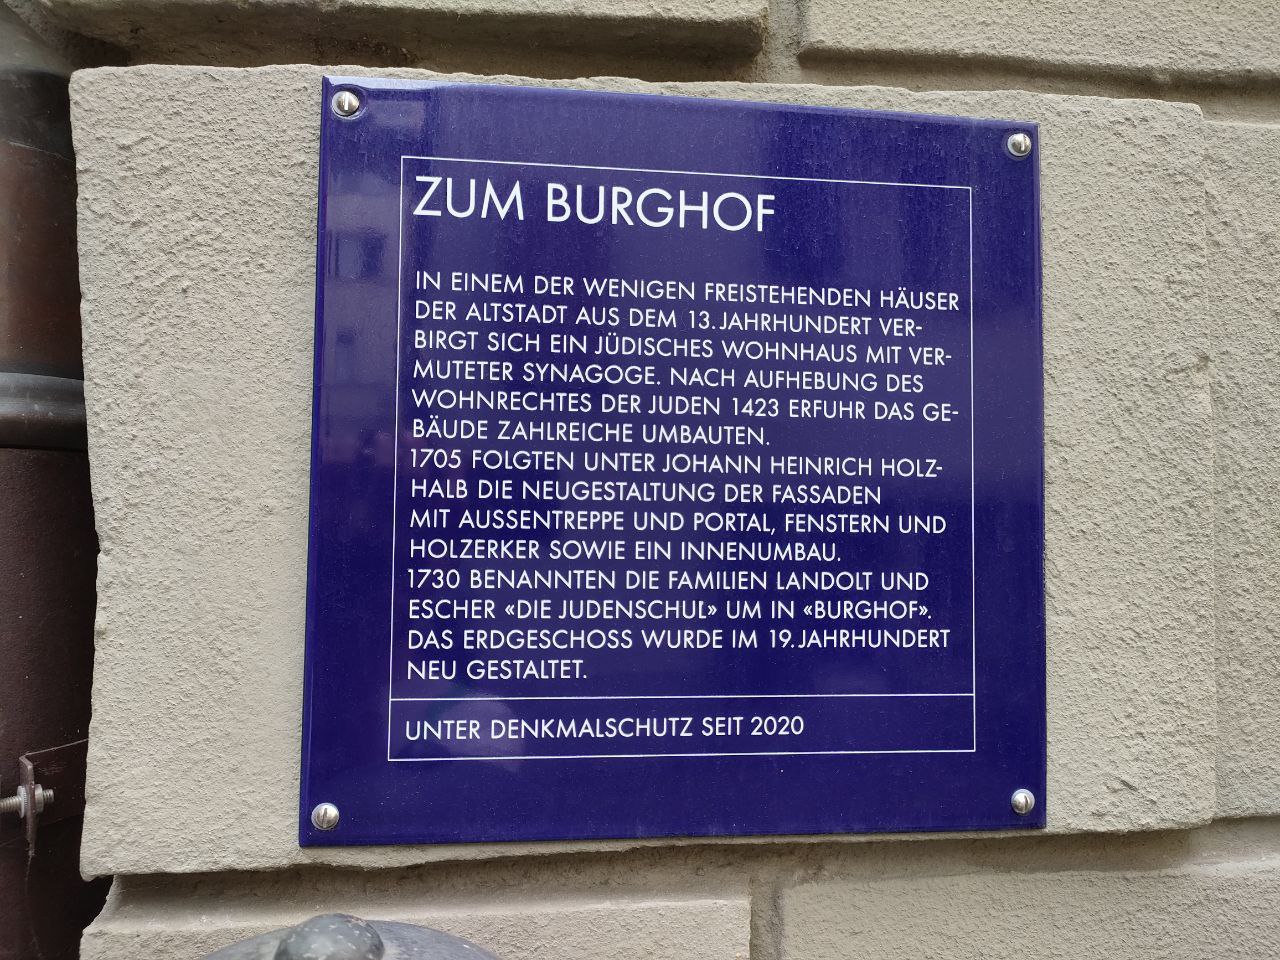 ZUM BURGHOF
IN EINEM DER WENIGEN FREISTEHENDEN HÄUSER
DER ALTSTADT AUS DEM 13. JAHRHUNDERT VER-
BIRGT SICH EIN JÜDISCHES WOHNHAUS MIT VER-
MUTETER SYNAGOGE. NACH AUFHEBUNG DES
WOHNRECHTES DER JUDEN 1423 ERFUHR DAS GE-
BÄUDE ZAHLREICHE UMBAUTEN.
1705 FOLGTEN UNTER JOHANN HEINRICH HOLZ-
HALB DIE NEUGESTALTUNG DER FASSADEN
MIT AUSSENTREPPE UND PORTAL, FENSTERN UND
HOLZERKER SOWIE EIN INNENUMBAU.
1730 BENANNTEN DIE FAMILIEN LANDOLT UND
ESCHER «DIE JUDENSCHUL» UM IN «BURGHOF».
DAS ERDGESCHOSS WURDE IM 19. JAHRHUNDERT
NEU GESTALTET.
UNTER DENKMALSCHUTZ SEIT 2020